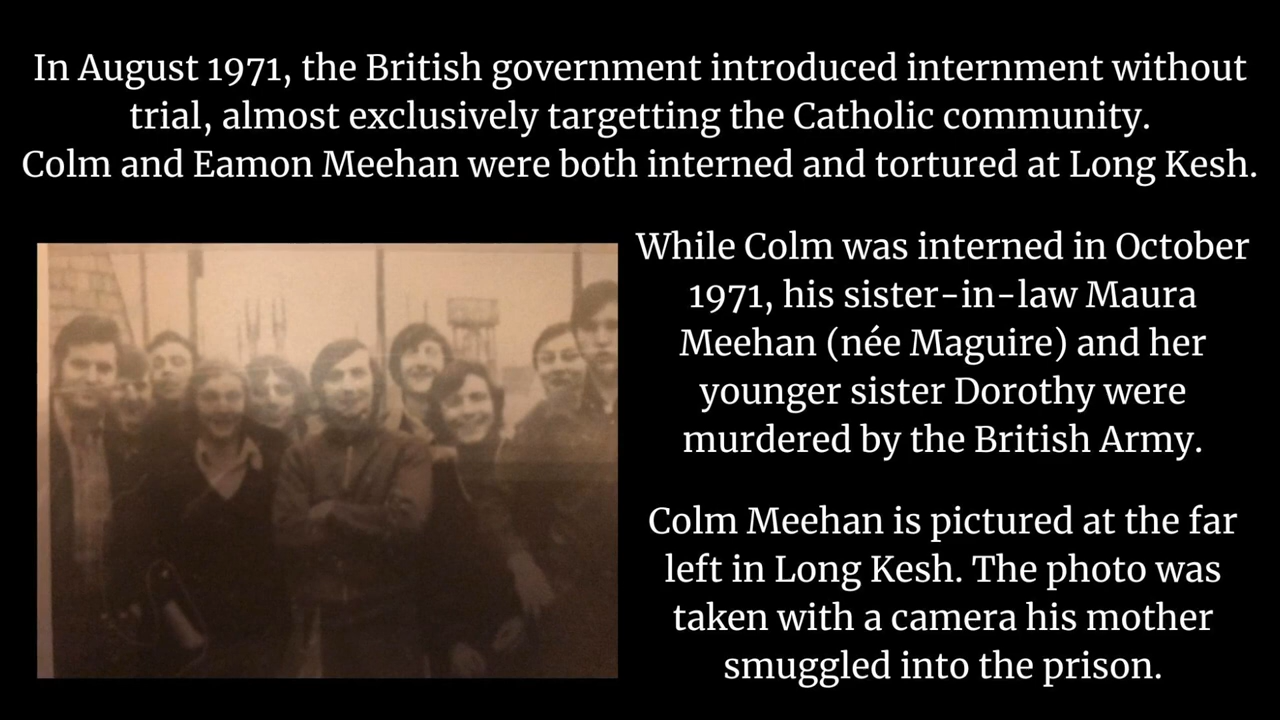 In August 1971, the British government introduced internment without
trial, almost exclusively targetting the Catholic community.
Colm and Eamon Meehan were both interned and tortured at Long Kesh.
While Colm was interned in October
1971, his sister-in-law Maura
Meehan (née Maguire) and her
younger sister Dorothy were
murdered by the British Army.
Colm Meehan is pictured at the far
left in Long Kesh. The photo was
taken with a camera his mother
smuggled into the prison.